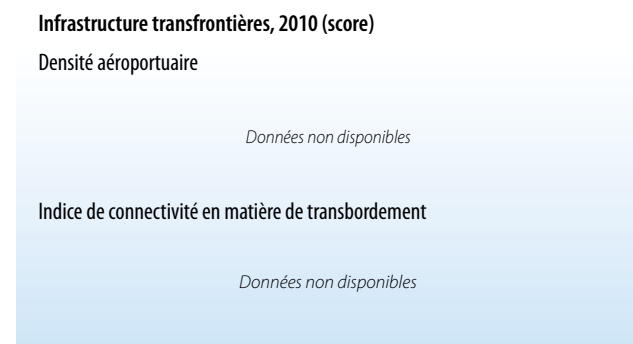 Infrastructure transfrontières, 2010 (score)
Densité aéroportuaire
Données non disponibles
Indice de connectivité en matière de transbordement
Données non disponibles